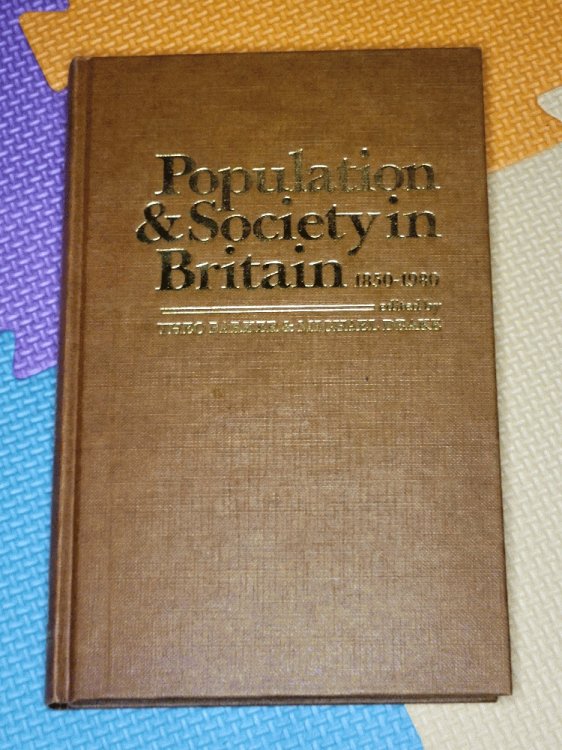 Population
& Society in
Britain 1850-1980
edited by
THEO BARKER & MICHAEL DRAKE